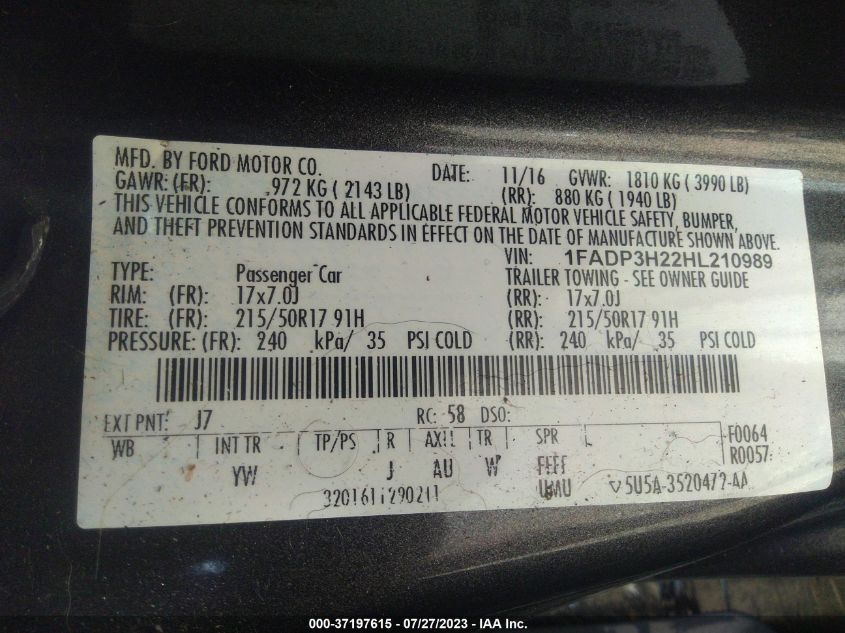 MFD. BY FORD MOTOR CO. DATE: 11/16 GVWR: 1810 KG ( 3990 LB)
GAWR: (FR): 972 KG ( 2143 LB) (RR): 880 KG ( 1940 LB)
THIS VEHICLE CONFORMS TO ALL APPLICABLE FEDERAL MOTOR VEHICLE SAFETY, BUMPER,
AND THEFT PREVENTION STANDARDS IN EFFECT ON THE DATE OF MANUFACTURE SHOWN ABOVE.
VIN: 1FADP3H22HL210989
TYPE: Passenger Car TRAILER TOWING - SEE OWNER GUIDE
RIM: (FR): 17x7.0J (RR): 17x7.0J
TIRE: (FR): 215/50R17 91H (RR): 215/50R17 91H
PRESSURE: (FR): 240 kPa/ 35 PSI COLD (RR): 240 kPa/ 35 PSI COLD
EXT PNT: J7 RC: 58 DSO:
WB INT TR TP/PS R AXLE TR SPR F0064
YW J AU W FFFF R0057
3201611290211 UMU 5U5A-3520472-AA
000-37197615 - 07/27/2023 - IAA Inc.